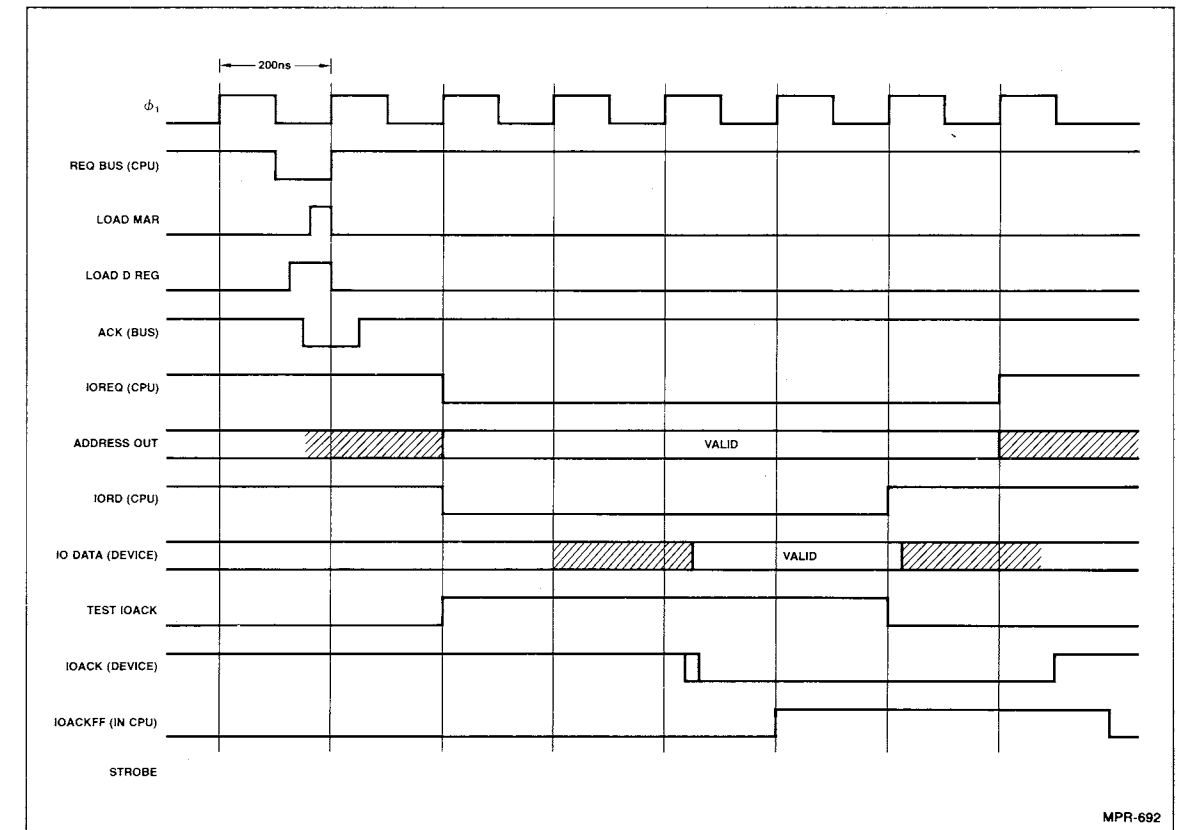 200ns
ϕ1
REQ BUS (CPU)
LOAD MAR
LOAD D REG
ACK (BUS)
IOREQ (CPU)
ADDRESS OUT
VALID
IORD (CPU)
IO DATA (DEVICE)
VALID
TEST IOACK
IOACK (DEVICE)
IOACKFF (IN CPU)
STROBE
MPR-692